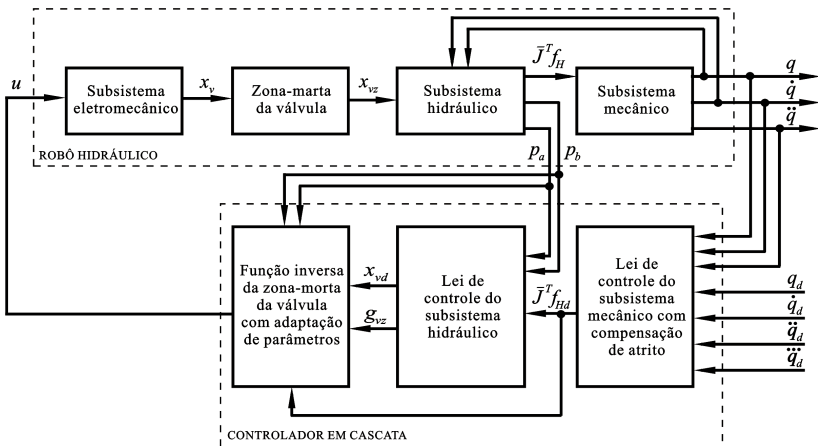 u
Subsistema
eletromecânico
x_v
Zona-marta
da válvula
x_vz
Subsistema
hidráulico
J̄^T f_H
Subsistema
mecânico
q
q̇
q̈
ROBÔ HIDRÁULICO
p_a
p_b
Função inversa
da zona-morta
da válvula
com adaptação
de parâmetros
x_vd
g_vz
Lei de
controle do
subsistema
hidráulico
J̄^T f_Hd
Lei de
controle do
subsistema
mecânico com
compensação
de atrito
q_d
q̇_d
q̈_d
q⃛_d
CONTROLADOR EM CASCATA